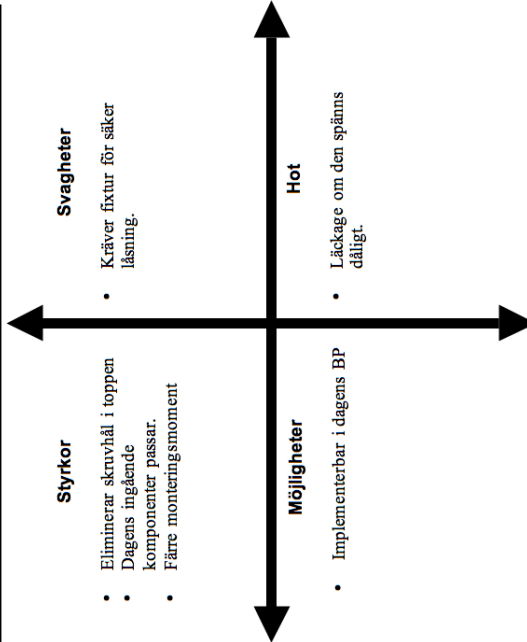 Styrkor
• Eliminerar skruvhål i toppen
• Dagens ingående
komponenter passar.
• Färre monteringsmoment
Svagheter
• Kräver fixtur för säker
låsning.
Möjligheter
• Implementerbar i dagens BP
Hot
• Läckage om den spänns
dåligt.